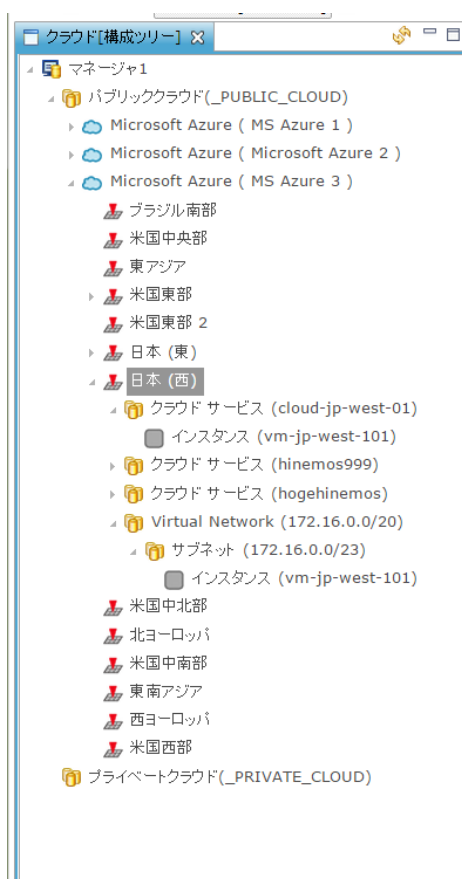 クラウド[構成ツリー]
マネージャ1
パブリッククラウド(_PUBLIC_CLOUD)
Microsoft Azure ( MS Azure 1 )
Microsoft Azure ( Microsoft Azure 2 )
Microsoft Azure ( MS Azure 3 )
ブラジル南部
米国中央部
東アジア
米国東部
米国東部 2
日本 (東)
日本 (西)
クラウド サービス (cloud-jp-west-01)
インスタンス (vm-jp-west-101)
クラウド サービス (hinemos999)
クラウド サービス (hogehinemos)
Virtual Network (172.16.0.0/20)
サブネット (172.16.0.0/23)
インスタンス (vm-jp-west-101)
米国中北部
北ヨーロッパ
米国中南部
東南アジア
西ヨーロッパ
米国西部
プライベートクラウド(_PRIVATE_CLOUD)